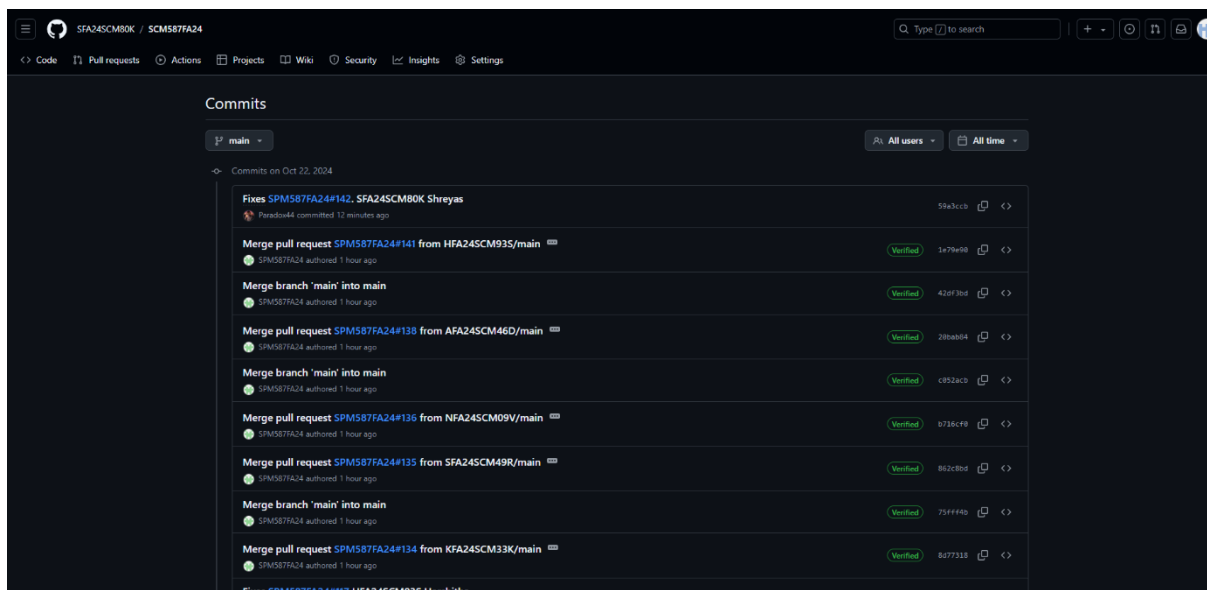 SFA24SCM80K / SCM587FA24
Type / to search
Code Pull requests Actions Projects Wiki Security Insights Settings
Commits
main All users All time
Commits on Oct 22, 2024
Fixes SPM587FA24#142. SFA24SCM80K Shreyas
Paradox44 committed 12 minutes ago
59a3ccb
Merge pull request SPM587FA24#141 from HFA24SCM93S/main
SPM587FA24 authored 1 hour ago
Verified 1e79e90
Merge branch 'main' into main
SPM587FA24 authored 1 hour ago
Verified 42df3bd
Merge pull request SPM587FA24#138 from AFA24SCM46D/main
SPM587FA24 authored 1 hour ago
Verified 20bab84
Merge branch 'main' into main
SPM587FA24 authored 1 hour ago
Verified c052acb
Merge pull request SPM587FA24#136 from NFA24SCM09V/main
SPM587FA24 authored 1 hour ago
Verified b716cf0
Merge pull request SPM587FA24#135 from SFA24SCM49R/main
SPM587FA24 authored 1 hour ago
Verified 862c8bd
Merge branch 'main' into main
SPM587FA24 authored 1 hour ago
Verified 75fff4b
Merge pull request SPM587FA24#134 from KFA24SCM33K/main
SPM587FA24 authored 1 hour ago
Verified 8d77318